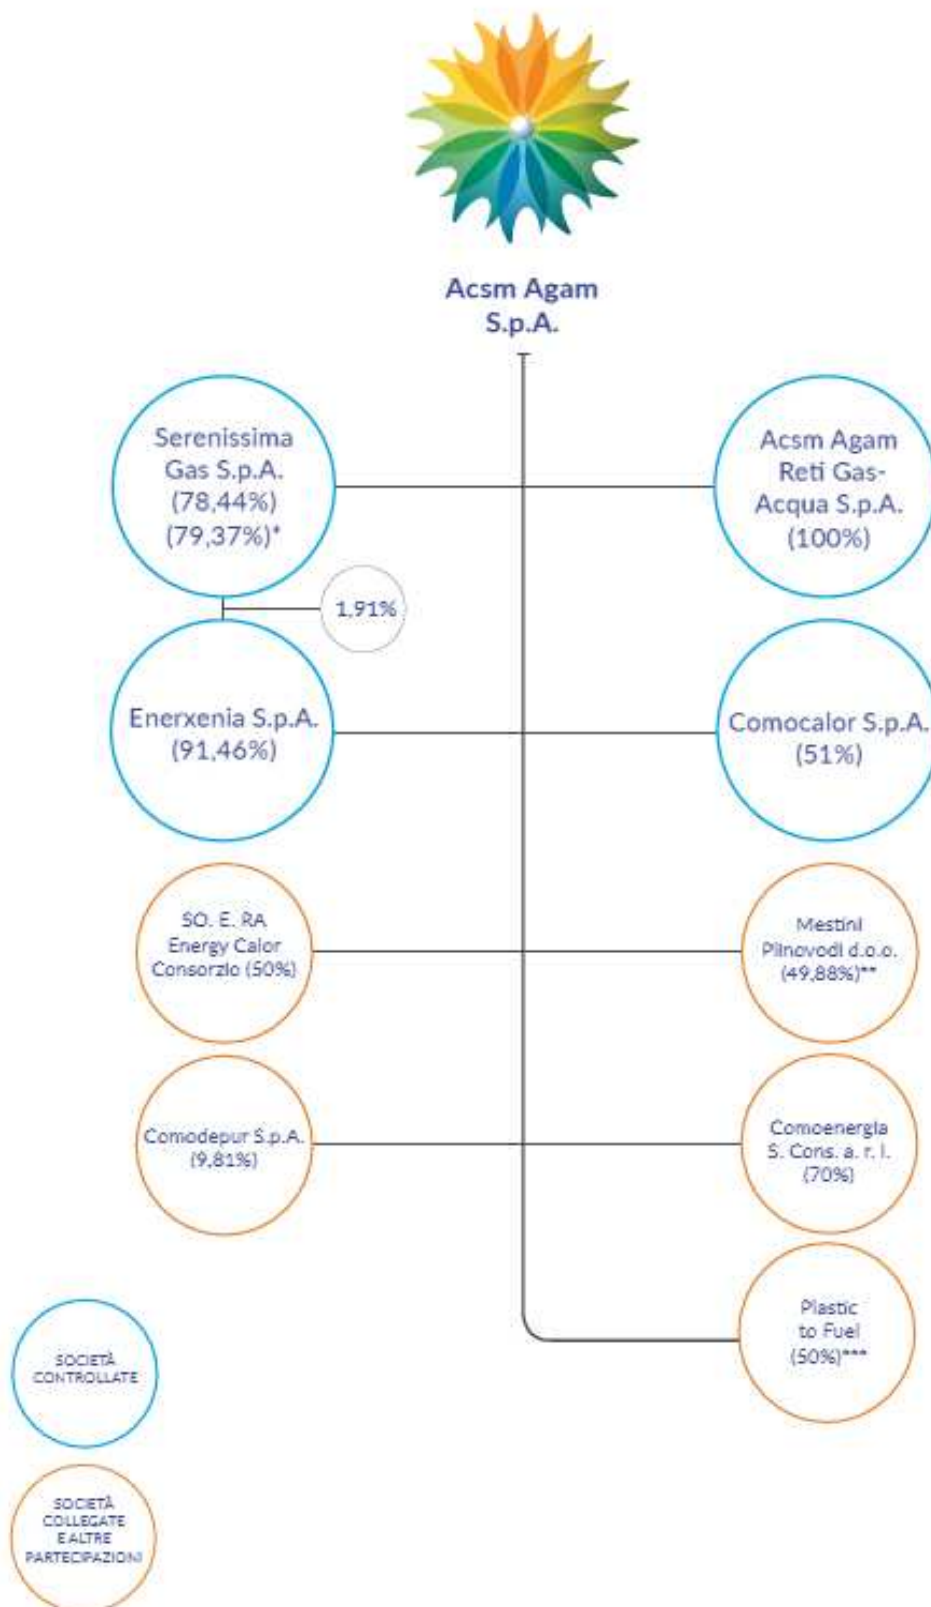 Acsm Agam
S.p.A.
Serenissima
Gas S.p.A.
(78,44%)
(79,37%)*
Acsm Agam
Reti Gas-
Acqua S.p.A.
(100%)
1,91%
Enerxenia S.p.A.
(91,46%)
Comocalor S.p.A.
(51%)
SO. E. RA
Energy Calor
Consorzio (50%)
Mestni
Plinovodi d.o.o.
(49,88%)**
Comodepur S.p.A.
(9,81%)
Comoenergia
S. Cons. a. r. l.
(70%)
Plastic
to Fuel
(50%)***
SOCIETÀ
CONTROLLATE
SOCIETÀ
COLLEGATE
E ALTRE
PARTECIPAZIONI